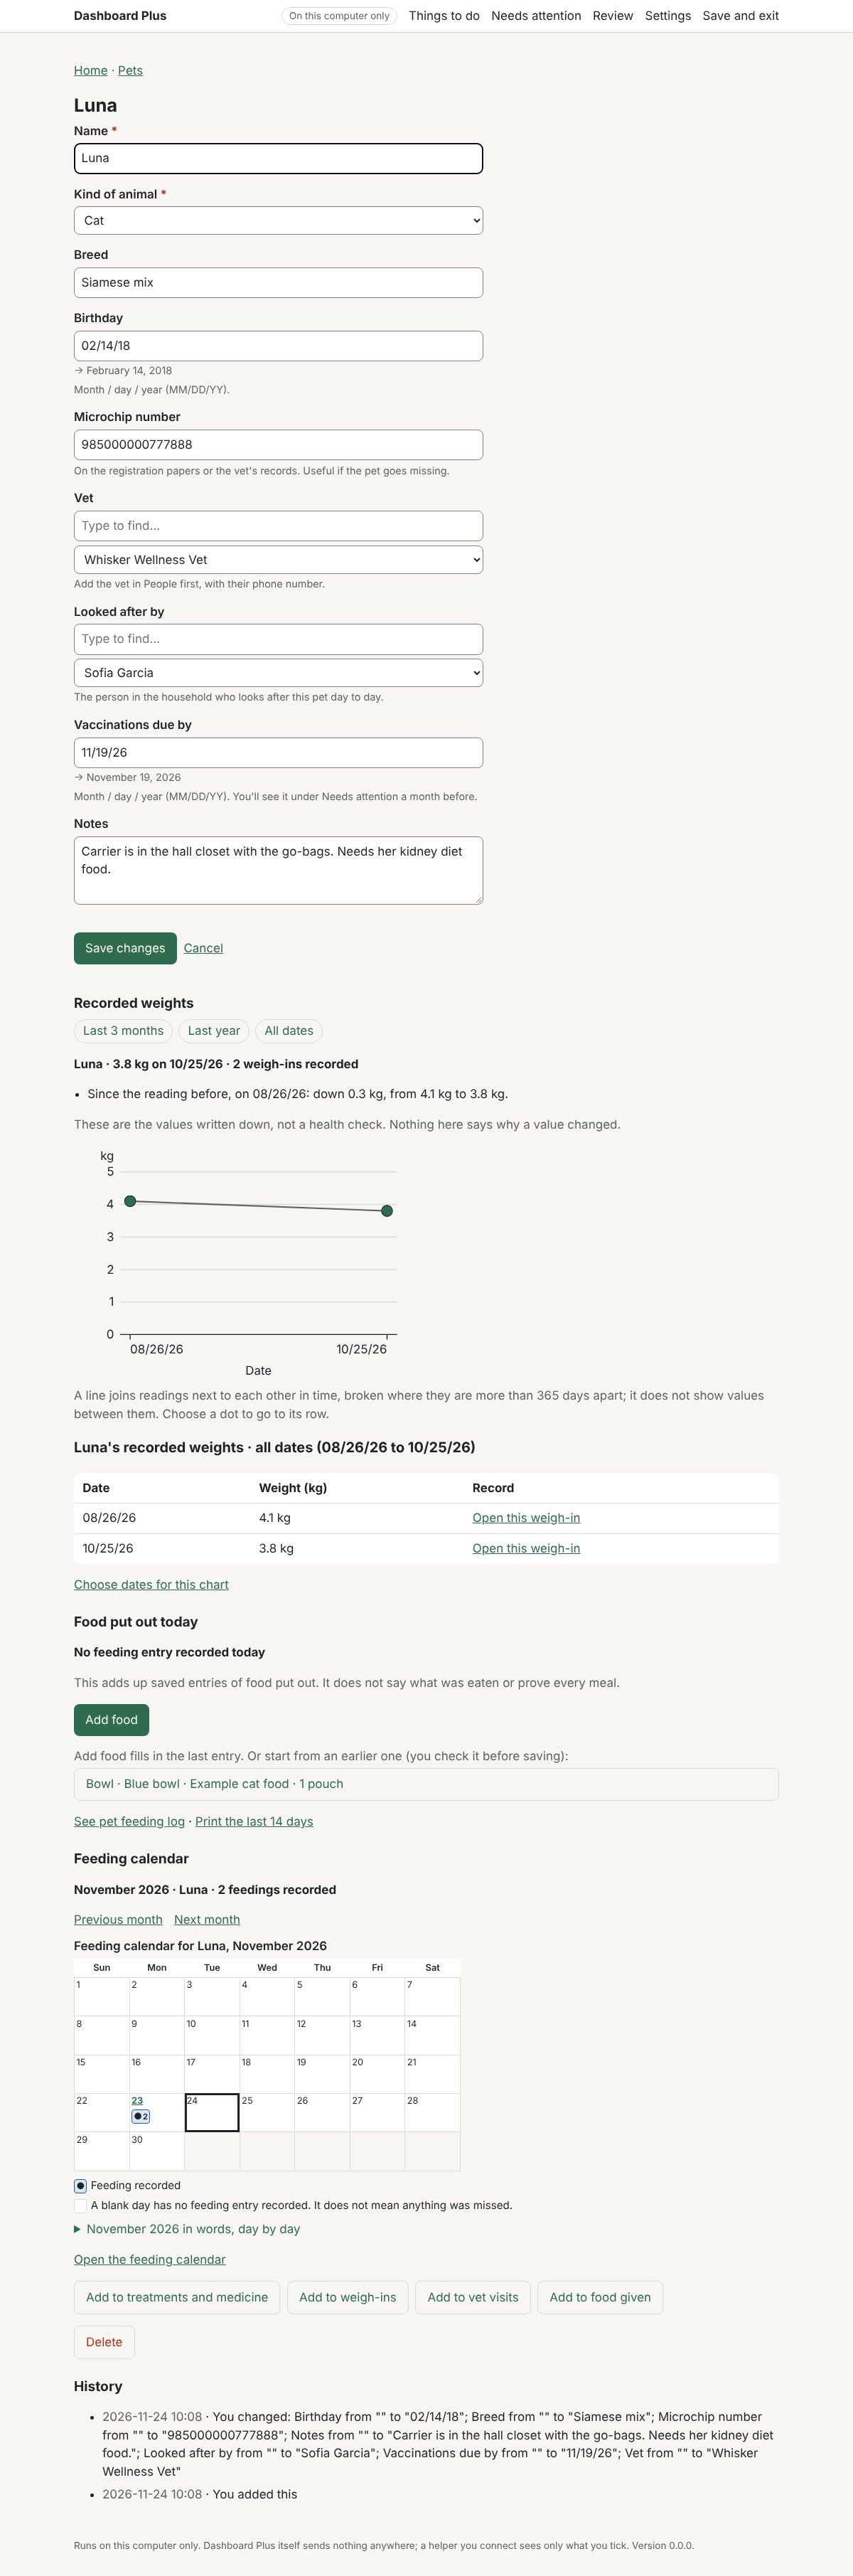 Dashboard Plus
On this computer only
Things to do
Needs attention
Review
Settings
Save and exit
Home · Pets
Luna
Name *
Luna
Kind of animal *
Cat
Breed
Siamese mix
Birthday
02/14/18
→ February 14, 2018
Month / day / year (MM/DD/YY).
Microchip number
985000000777888
On the registration papers or the vet's records. Useful if the pet goes missing.
Vet
Type to find...
Whisker Wellness Vet
Add the vet in People first, with their phone number.
Looked after by
Type to find...
Sofia Garcia
The person in the household who looks after this pet day to day.
Vaccinations due by
11/19/26
→ November 19, 2026
Month / day / year (MM/DD/YY). You'll see it under Needs attention a month before.
Notes
Carrier is in the hall closet with the go-bags. Needs her kidney diet
food.
Save changes
Cancel
Recorded weights
Last 3 months
Last year
All dates
Luna · 3.8 kg on 10/25/26 · 2 weigh-ins recorded
• Since the reading before, on 08/26/26: down 0.3 kg, from 4.1 kg to 3.8 kg.
These are the values written down, not a health check. Nothing here says why a value changed.
kg
5
4
3
2
1
0
08/26/26
10/25/26
Date
A line joins readings next to each other in time, broken where they are more than 365 days apart; it does not show values
between them. Choose a dot to go to its row.
Luna's recorded weights · all dates (08/26/26 to 10/25/26)
Date Weight (kg) Record
08/26/26 4.1 kg Open this weigh-in
10/25/26 3.8 kg Open this weigh-in
Choose dates for this chart
Food put out today
No feeding entry recorded today
This adds up saved entries of food put out. It does not say what was eaten or prove every meal.
Add food
Add food fills in the last entry. Or start from an earlier one (you check it before saving):
Bowl · Blue bowl · Example cat food · 1 pouch
See pet feeding log · Print the last 14 days
Feeding calendar
November 2026 · Luna · 2 feedings recorded
Previous month
Next month
Feeding calendar for Luna, November 2026
Sun Mon Tue Wed Thu Fri Sat
1 2 3 4 5 6 7
8 9 10 11 12 13 14
15 16 17 18 19 20 21
22 23 24 25 26 27 28
2
29 30
Feeding recorded
A blank day has no feeding entry recorded. It does not mean anything was missed.
November 2026 in words, day by day
Open the feeding calendar
Add to treatments and medicine
Add to weigh-ins
Add to vet visits
Add to food given
Delete
History
• 2026-11-24 10:08 · You changed: Birthday from "" to "02/14/18"; Breed from "" to "Siamese mix"; Microchip number
from "" to "985000000777888"; Notes from "" to "Carrier is in the hall closet with the go-bags. Needs her kidney diet
food."; Looked after by from "" to "Sofia Garcia"; Vaccinations due by from "" to "11/19/26"; Vet from "" to "Whisker
Wellness Vet"
• 2026-11-24 10:08 · You added this
Runs on this computer only. Dashboard Plus itself sends nothing anywhere; a helper you connect sees only what you tick. Version 0.0.0.